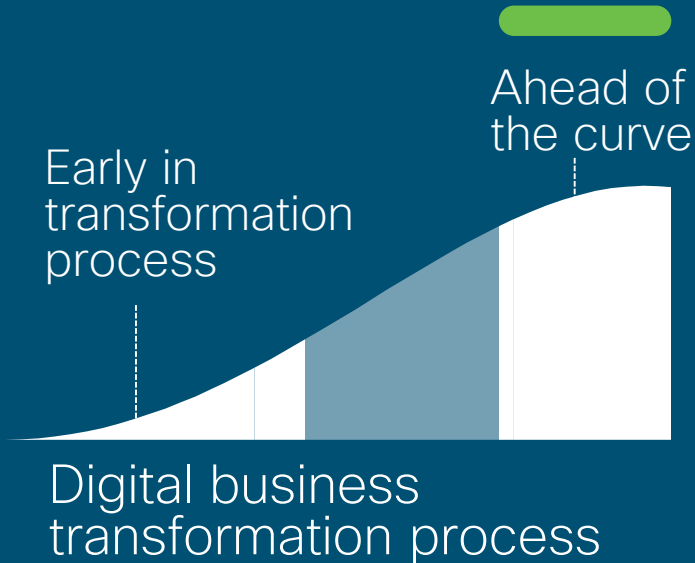 Ahead of
the curve
Early in
transformation
process
Digital business
transformation process